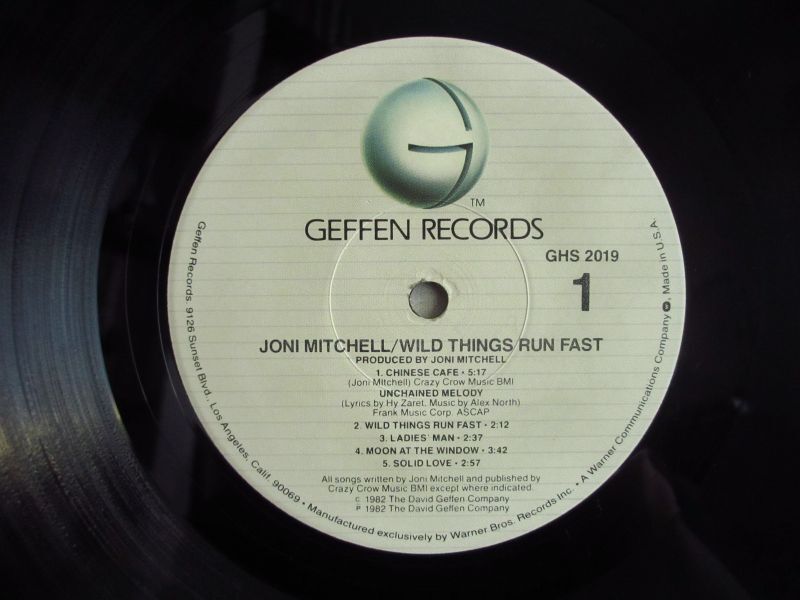 TM
GEFFEN RECORDS
GHS 2019
1
JONI MITCHELL/WILD THINGS RUN FAST
PRODUCED BY JONI MITCHELL
1. CHINESE CAFE • 5:17
(Joni Mitchell) Crazy Crow Music BMI
UNCHAINED MELODY
(Lyrics by Hy Zaret, Music by Alex North)
Frank Music Corp. ASCAP
2. WILD THINGS RUN FAST • 2:12
3. LADIES' MAN • 2:37
4. MOON AT THE WINDOW • 3:42
5. SOLID LOVE • 2:57
All songs written by Joni Mitchell and published by
Crazy Crow Music BMI except where indicated.
© 1982 The David Geffen Company
℗ 1982 The David Geffen Company
Geffen Records. 9126 Sunset Blvd., Los Angeles, Calif. 90069 • Manufactured exclusively by Warner Bros. Records Inc. • A Warner Communications Company, Made in U.S.A.